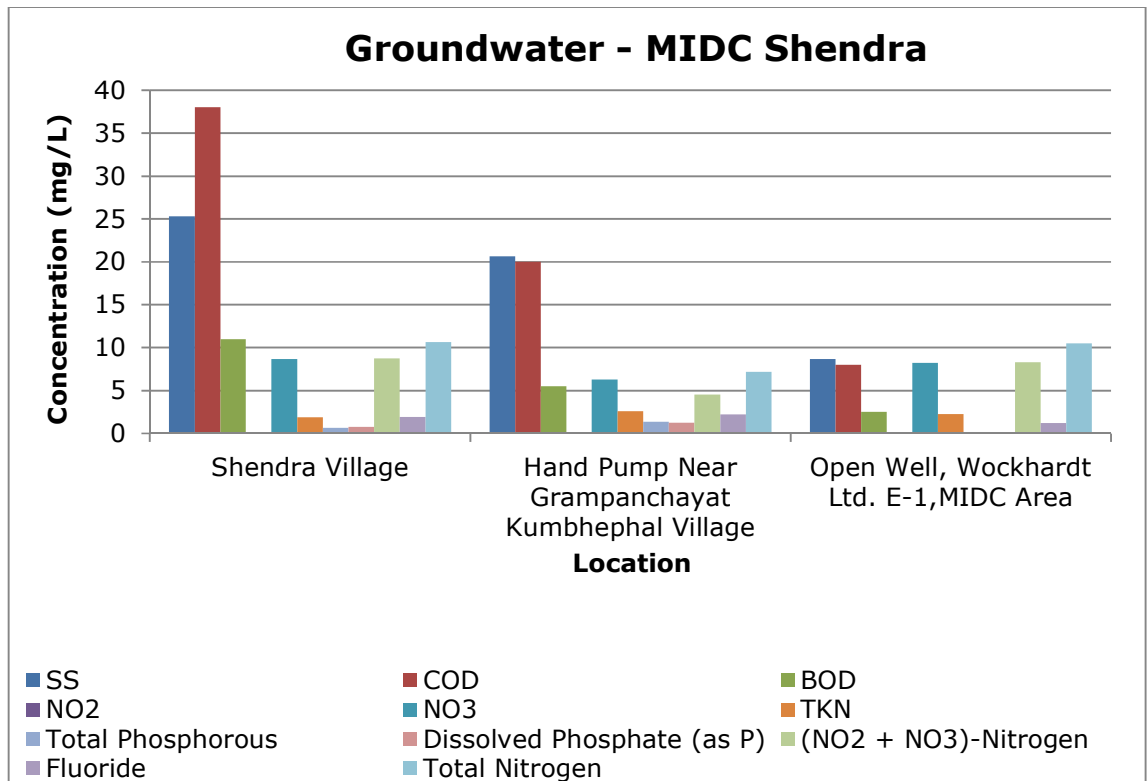 Groundwater - MIDC Shendra
Concentration (mg/L)
40
35
30
25
20
15
10
5
0
Shendra Village
Hand Pump Near
Grampanchayat
Kumbhephal Village
Open Well, Wockhardt
Ltd. E-1,MIDC Area
Location
SS
COD
BOD
NO2
NO3
TKN
Total Phosphorous
Dissolved Phosphate (as P)
(NO2 + NO3)-Nitrogen
Fluoride
Total Nitrogen